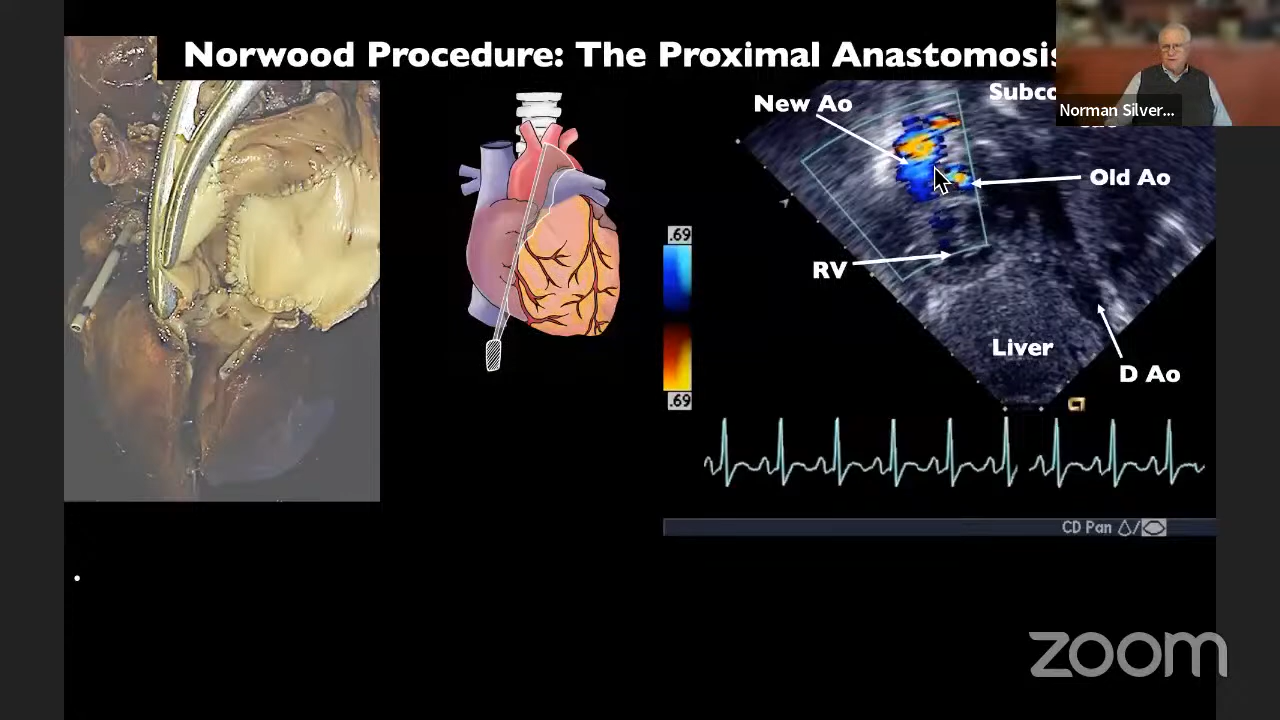 Norwood Procedure: The Proximal Anastomosis
Norman Silver...
New Ao
Subco
Old Ao
.69
RV
Liver
D Ao
.69
CD Pan
zoom